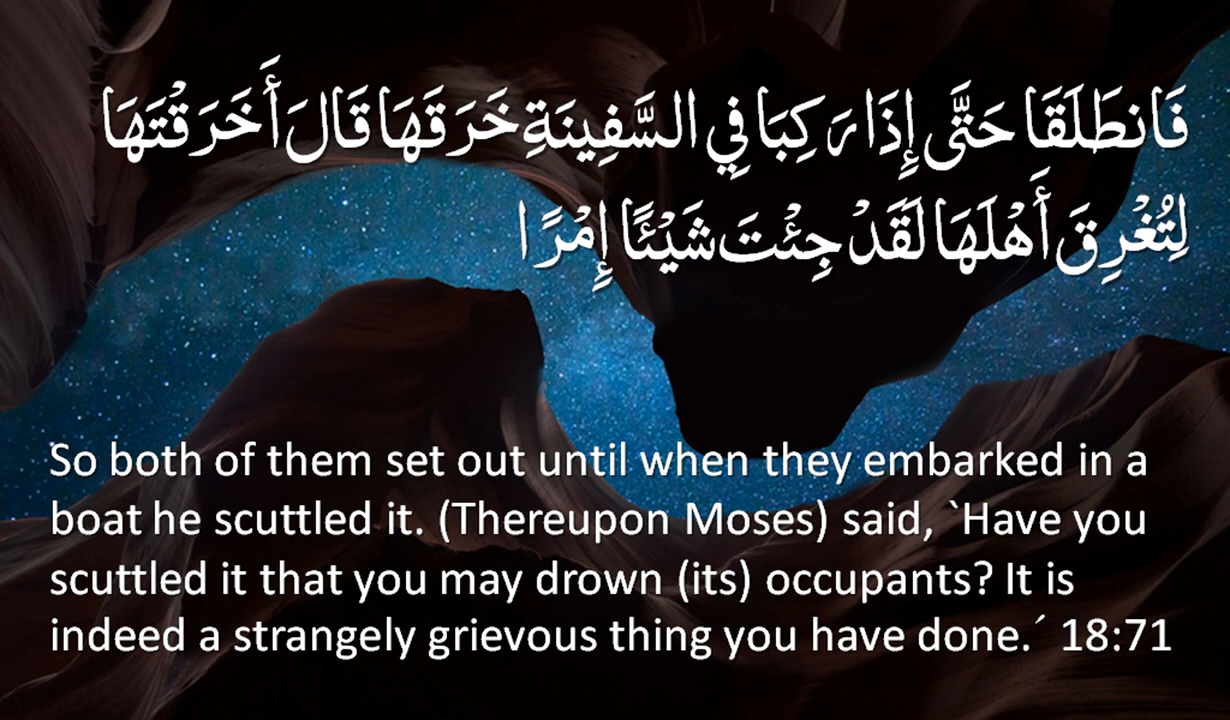 فَانطَلَقَا حَتَّى إِذَا رَكِبَا فِي السَّفِينَةِ خَرَقَهَا قَالَ أَخَرَقْتَهَا
لِتُغْرِقَ أَهْلَهَا لَقَدْ جِئْتَ شَيْئًا إِمْرًا
So both of them set out until when they embarked in a
boat he scuttled it. (Thereupon Moses) said, `Have you
scuttled it that you may drown (its) occupants? It is
indeed a strangely grievous thing you have done.´ 18:71